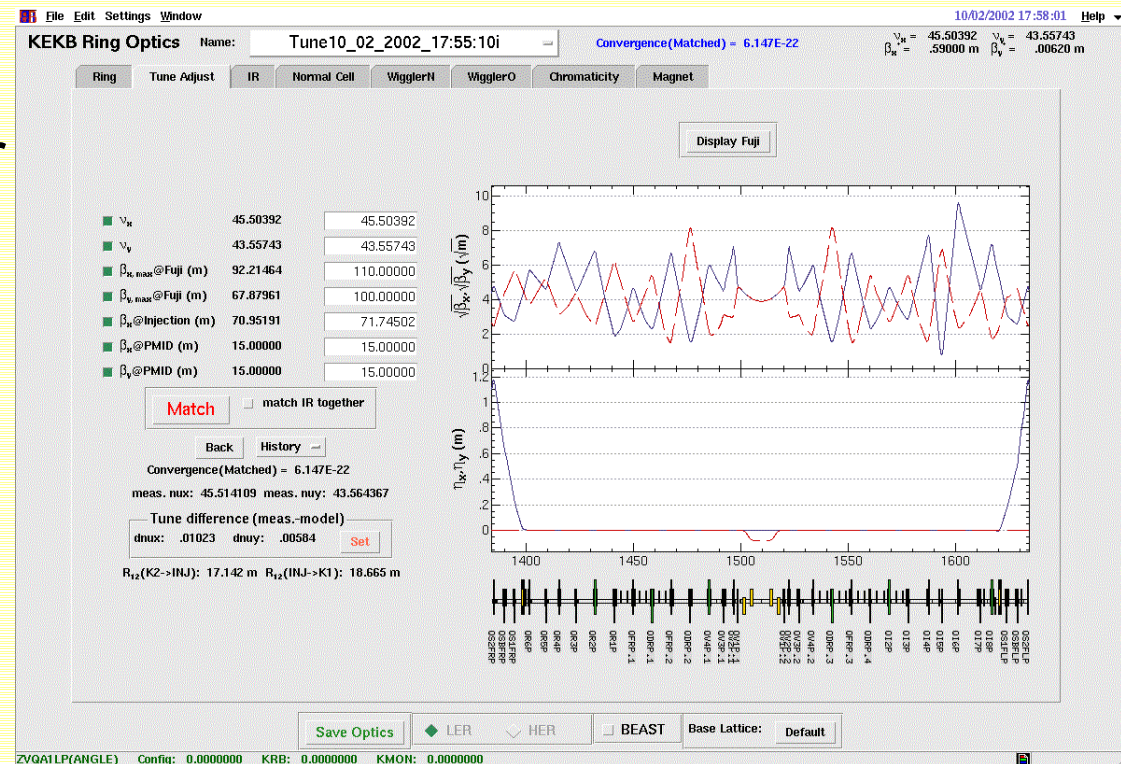 File Edit Settings Window 10/02/2002 17:58:01 Help
KEKB Ring Optics Name: Tune10_02_2002_17:55:10i Convergence(Matched) = 6.147E-22
νx = 45.50392 νy = 43.55743
βx* = .59000 m βy* = .00620 m
Ring Tune Adjust IR Normal Cell WigglerN WigglerO Chromaticity Magnet
Display Fuji
νx 45.50392 45.50392
νy 43.55743 43.55743
βx,max@Fuji (m) 92.21464 110.00000
βy,max@Fuji (m) 67.87961 100.00000
βx@Injection (m) 70.95191 71.74502
βx@PMID (m) 15.00000 15.00000
βy@PMID (m) 15.00000 15.00000
Match match IR together
Back History
Convergence(Matched) = 6.147E-22
meas. nux: 45.514109 meas. nuy: 43.564367
Tune difference (meas.-model)
dnux: .01023 dnuy: .00584 Set
R12(K2->INJ): 17.142 m R12(INJ->K1): 18.665 m
√βx,√βy (√m)
10
8
6
4
2
0
ηx,ηy (m)
1.2
1
.8
.6
.4
.2
0
1400 1450 1500 1550 1600
Save Optics LER HER BEAST Base Lattice: Default
ZVQA1LP(ANGLE) Config: 0.0000000 KRB: 0.0000000 KMON: 0.0000000